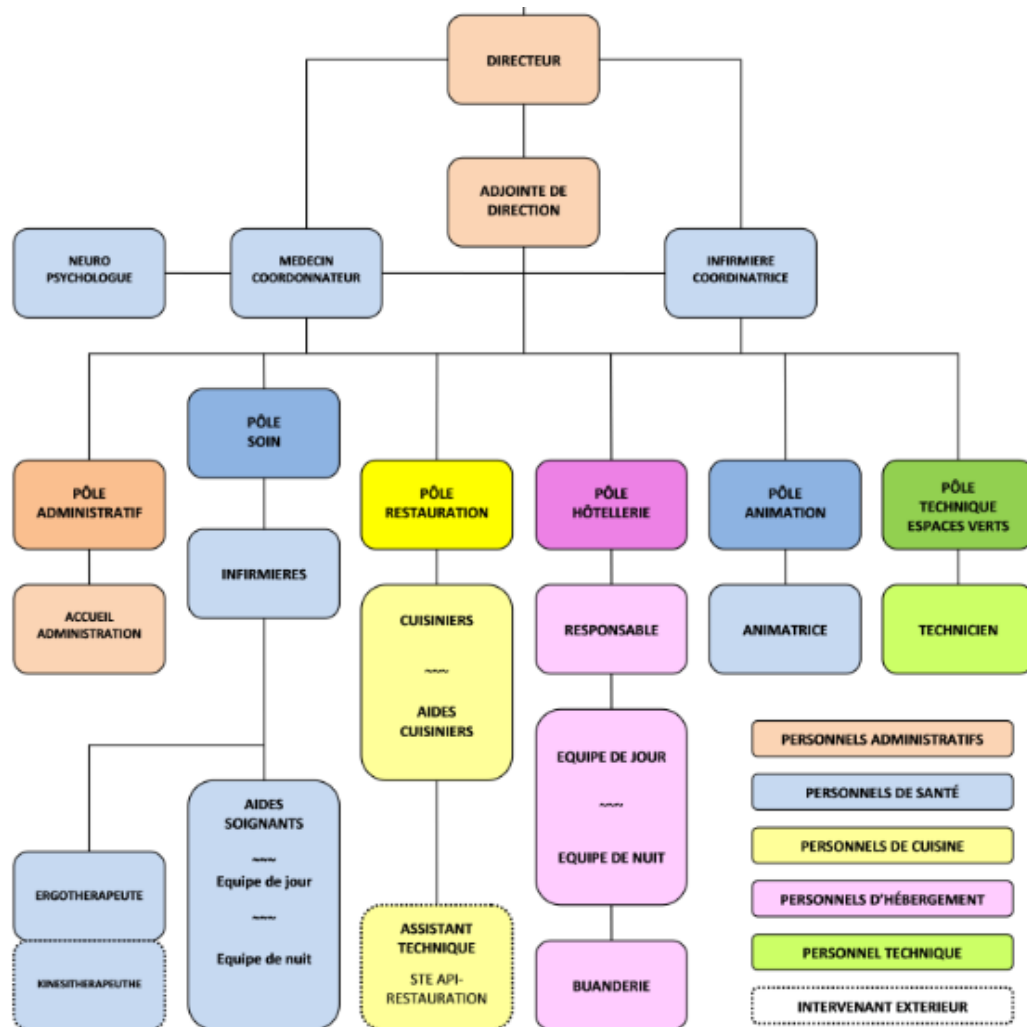 DIRECTEUR
ADJOINTE DE
DIRECTION
NEURO
PSYCHOLOGUE
MEDECIN
COORDONNATEUR
INFIRMIERE
COORDINATRICE
PÔLE
ADMINISTRATIF
PÔLE
SOIN
PÔLE
RESTAURATION
PÔLE
HÔTELLERIE
PÔLE
ANIMATION
PÔLE
TECHNIQUE
ESPACES VERTS
ACCUEIL
ADMINISTRATION
INFIRMIERES
CUISINIERS
~~~
AIDES
CUISINIERS
RESPONSABLE
ANIMATRICE
TECHNICIEN
ERGOTHERAPEUTE
KINESITHERAPEUTHE
AIDES
SOIGNANTS
~~~
Equipe de jour
~~~
Equipe de nuit
ASSISTANT
TECHNIQUE
STE API-
RESTAURATION
EQUIPE DE JOUR
~~~
EQUIPE DE NUIT
BUANDERIE
PERSONNELS ADMINISTRATIFS
PERSONNELS DE SANTÉ
PERSONNELS DE CUISINE
PERSONNELS D'HÉBERGEMENT
PERSONNEL TECHNIQUE
INTERVENANT EXTERIEUR